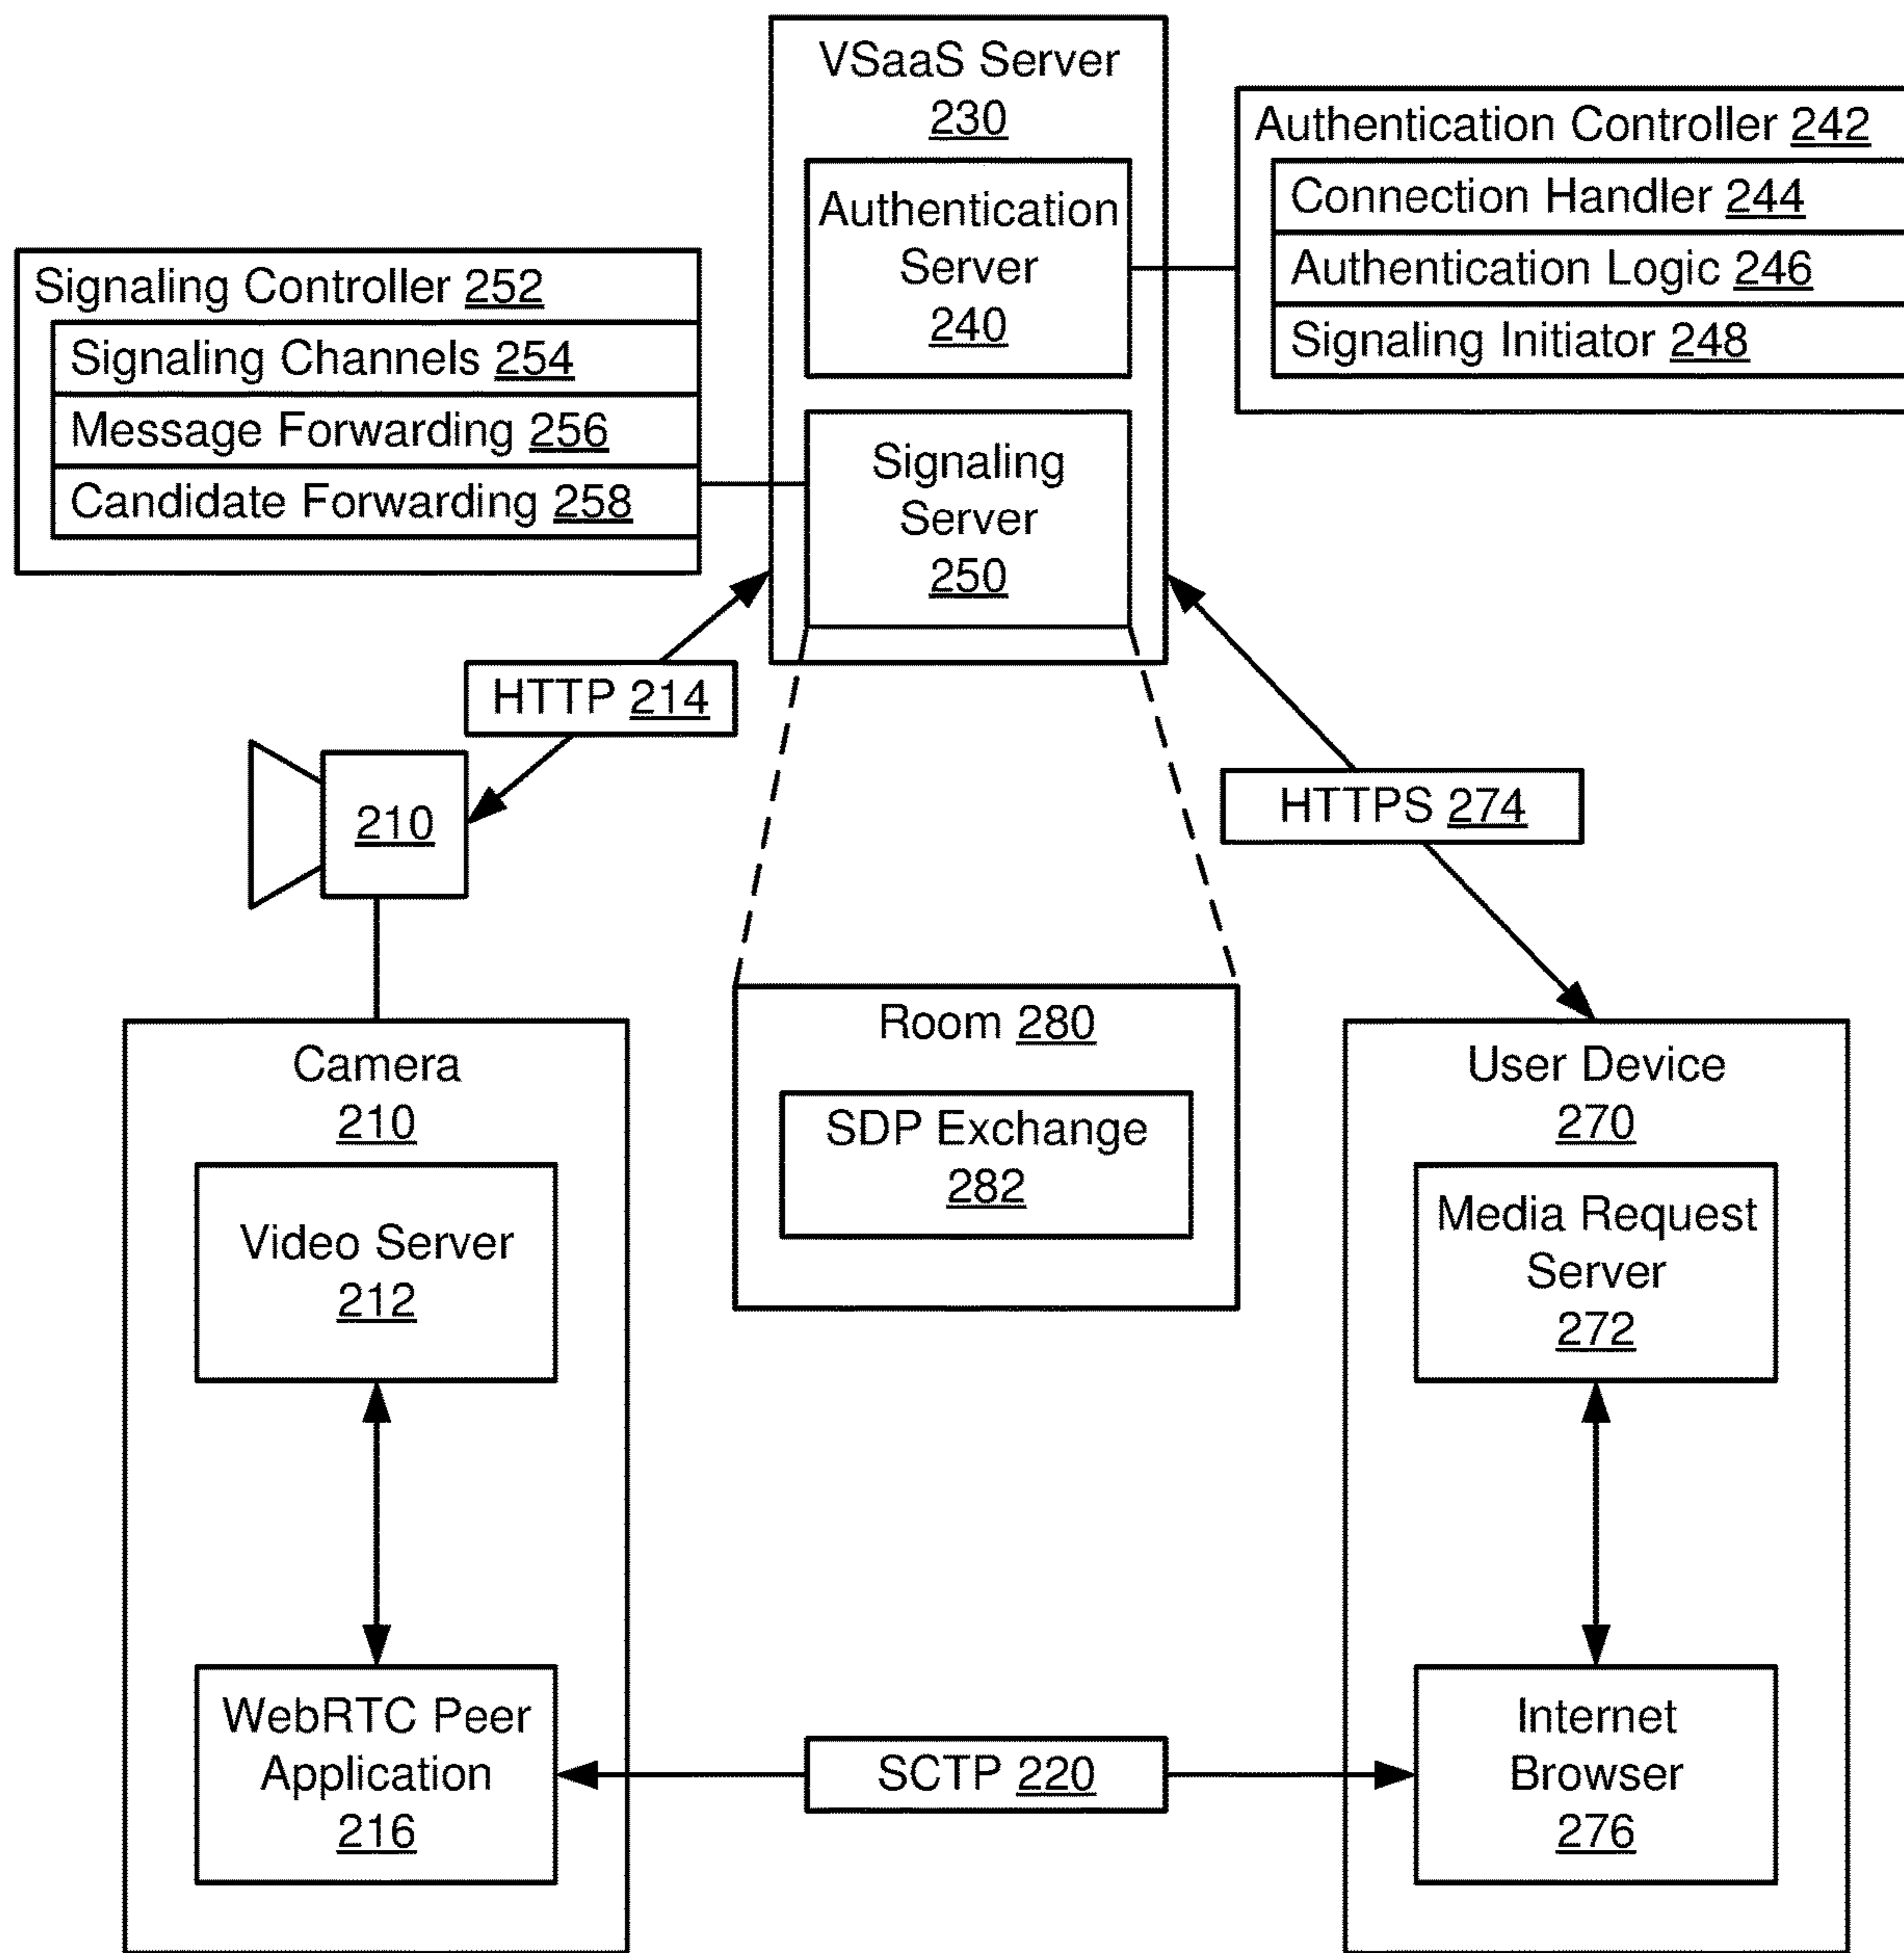 VSaaS Server
230
Authentication
Server
240
Signaling
Server
250
Authentication Controller 242
Connection Handler 244
Authentication Logic 246
Signaling Initiator 248
Signaling Controller 252
Signaling Channels 254
Message Forwarding 256
Candidate Forwarding 258
HTTP 214
210
HTTPS 274
Room 280
SDP Exchange
282
Camera
210
Video Server
212
WebRTC Peer
Application
216
SCTP 220
User Device
270
Media Request
Server
272
Internet
Browser
276